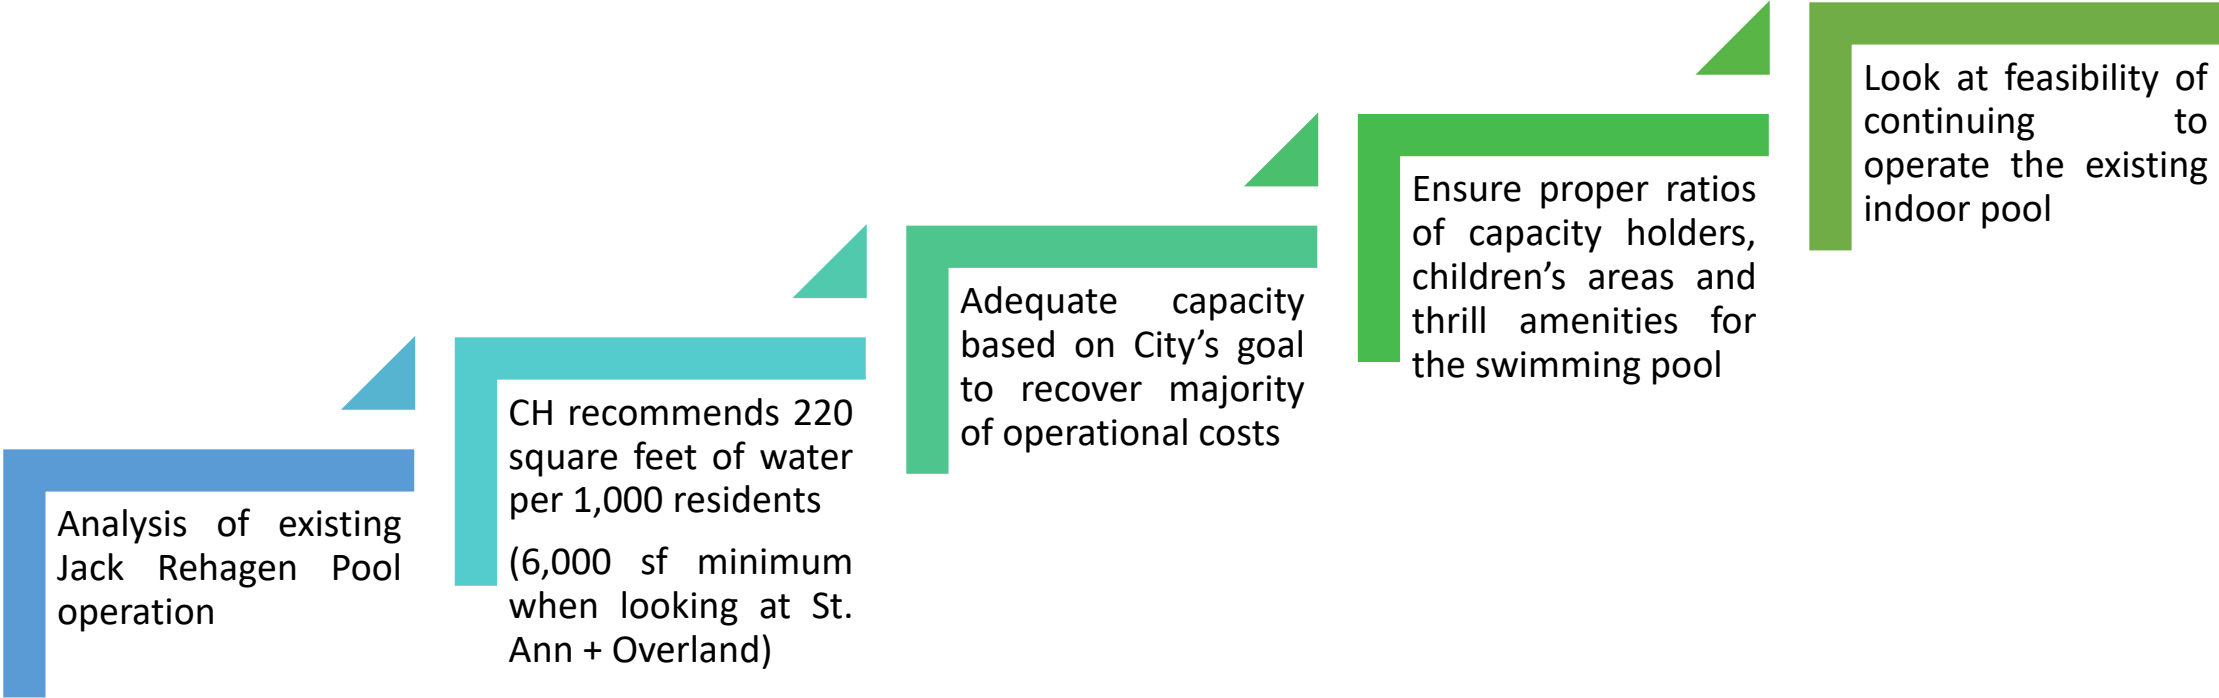 Analysis of existing
Jack Rehagen Pool
operation
CH recommends 220
square feet of water
per 1,000 residents
(6,000 sf minimum
when looking at St.
Ann + Overland)
Adequate capacity
based on City’s goal
to recover majority
of operational costs
Ensure proper ratios
of capacity holders,
children’s areas and
thrill amenities for
the swimming pool
Look at feasibility of
continuing to
operate the existing
indoor pool